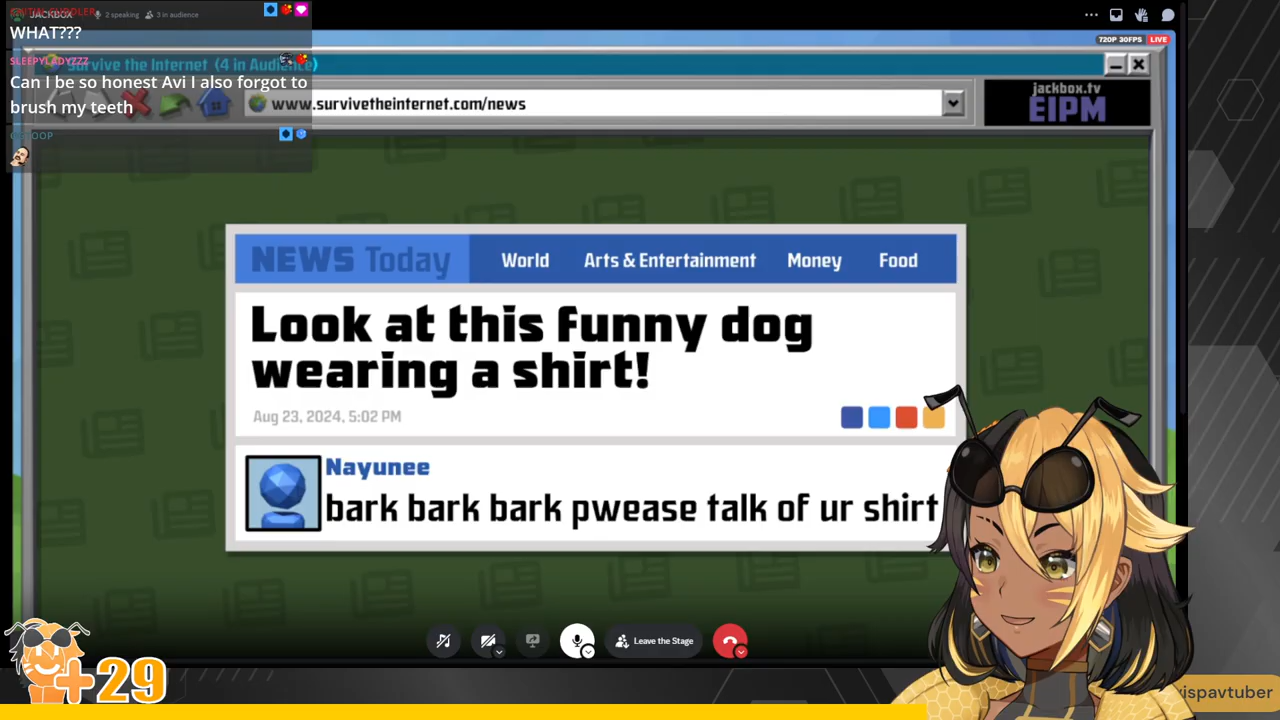 JACKBOX
2 speaking
3 in audience
WHAT???
SLEEPYLADYZZZ
Can I be so honest Avi I also forgot to
brush my teeth
720P 30FPS
LIVE
Survive the Internet (4 in Audience)
www.survivetheinternet.com/news
jackbox.tv
EIPM
NEWS Today
World
Arts & Entertainment
Money
Food
Look at this funny dog
wearing a shirt!
Aug 23, 2024, 5:02 PM
Nayunee
bark bark bark pwease talk of ur shirt
Leave the Stage
+29
vispavtuber